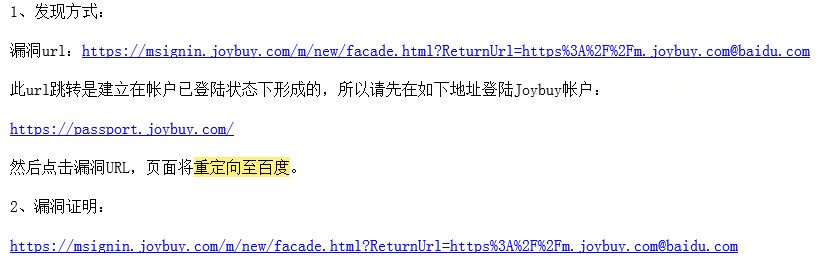 1、发现方式:
漏洞url: https://msignin.joybuy.com/m/new/facade.html?ReturnUrl=https%3A%2F%2Fm.joybuy.com@baidu.com
此url跳转是建立在帐户已登陆状态下形成的，所以请先在如下地址登陆Joybuy帐户:
https://passport.joybuy.com/
然后点击漏洞URL，页面将重定向至百度。
2、漏洞证明:
https://msignin.joybuy.com/m/new/facade.html?ReturnUrl=https%3A%2F%2Fm.joybuy.com@baidu.com